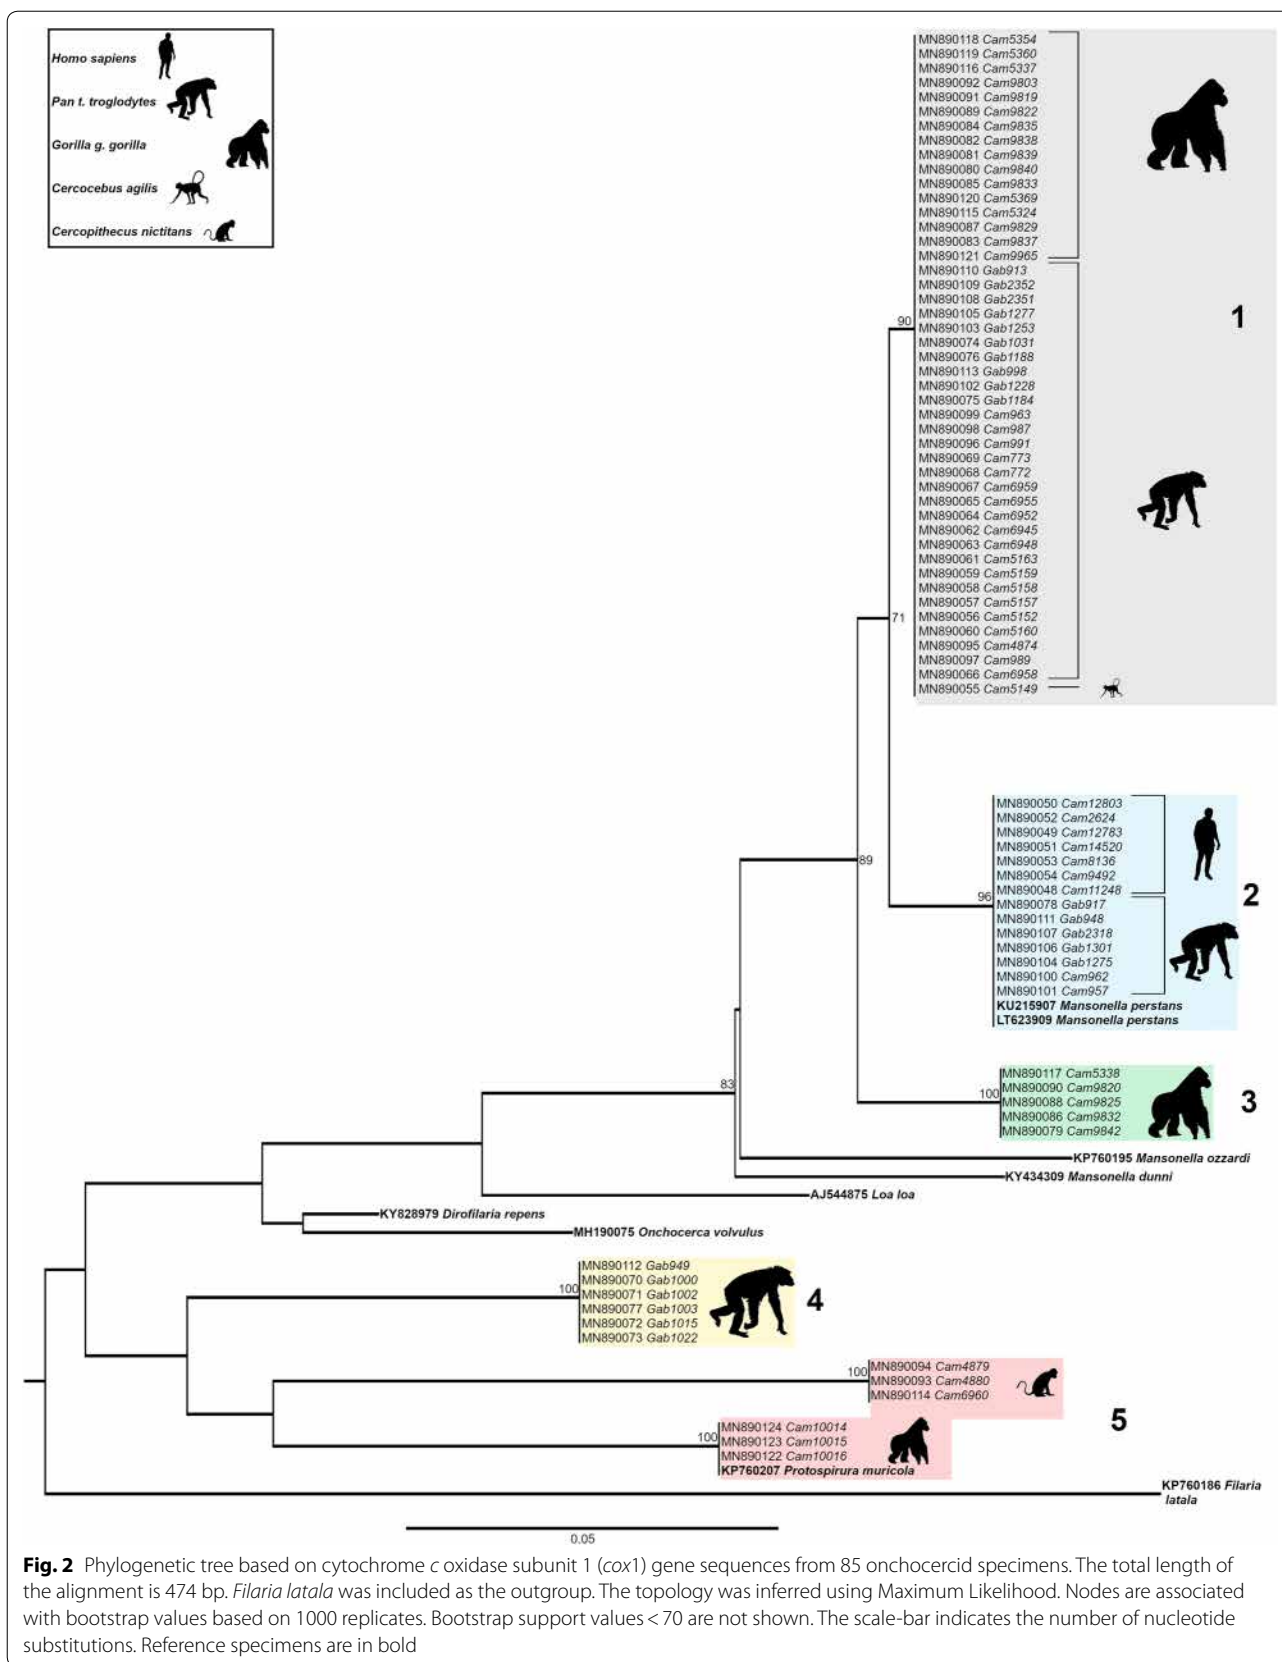 Homo sapiens
Pan t. troglodytes
Gorilla g. gorilla
Cercocebus agilis
Cercopithecus nictitans
MN890118 Cam5354
MN890119 Cam5360
MN890116 Cam5337
MN890092 Cam9803
MN890091 Cam9819
MN890089 Cam9822
MN890084 Cam9835
MN890082 Cam9838
MN890081 Cam9839
MN890080 Cam9840
MN890085 Cam9833
MN890120 Cam5369
MN890115 Cam5324
MN890087 Cam9829
MN890083 Cam9837
MN890121 Cam9965
MN890110 Gab913
MN890109 Gab2352
MN890108 Gab2351
MN890105 Gab1277
MN890103 Gab1253
MN890074 Gab1031
MN890076 Gab1188
MN890113 Gab998
MN890102 Gab1228
MN890075 Gab1184
MN890099 Cam963
MN890098 Cam987
MN890096 Cam991
MN890069 Cam773
MN890068 Cam772
MN890067 Cam6959
MN890065 Cam6955
MN890064 Cam6952
MN890062 Cam6945
MN890063 Cam6948
MN890061 Cam5163
MN890059 Cam5159
MN890058 Cam5158
MN890057 Cam5157
MN890056 Cam5152
MN890060 Cam5160
MN890095 Cam4874
MN890097 Cam989
MN890066 Cam6958
MN890055 Cam5149
1
90
71
89
96
MN890050 Cam12803
MN890052 Cam2624
MN890049 Cam12783
MN890051 Cam14520
MN890053 Cam8136
MN890054 Cam9492
MN890048 Cam11248
MN890078 Gab917
MN890111 Gab948
MN890107 Gab2318
MN890106 Gab1301
MN890104 Gab1275
MN890100 Cam962
MN890101 Cam957
KU215907 Mansonella perstans
LT623909 Mansonella perstans
2
83
100
MN890117 Cam5338
MN890090 Cam9820
MN890088 Cam9825
MN890086 Cam9832
MN890079 Cam9842
3
KP760195 Mansonella ozzardi
KY434309 Mansonella dunni
AJ544875 Loa loa
KY828979 Dirofilaria repens
MH190075 Onchocerca volvulus
100
MN890112 Gab949
MN890070 Gab1000
MN890071 Gab1002
MN890077 Gab1003
MN890072 Gab1015
MN890073 Gab1022
4
100
MN890094 Cam4879
MN890093 Cam4880
MN890114 Cam6960
5
100
MN890124 Cam10014
MN890123 Cam10015
MN890122 Cam10016
KP760207 Protospirura muricola
KP760186 Filaria
latala
0.05
Fig. 2 Phylogenetic tree based on cytochrome c oxidase subunit 1 (cox1) gene sequences from 85 onchocercid specimens. The total length of
the alignment is 474 bp. Filaria latala was included as the outgroup. The topology was inferred using Maximum Likelihood. Nodes are associated
with bootstrap values based on 1000 replicates. Bootstrap support values < 70 are not shown. The scale-bar indicates the number of nucleotide
substitutions. Reference specimens are in bold